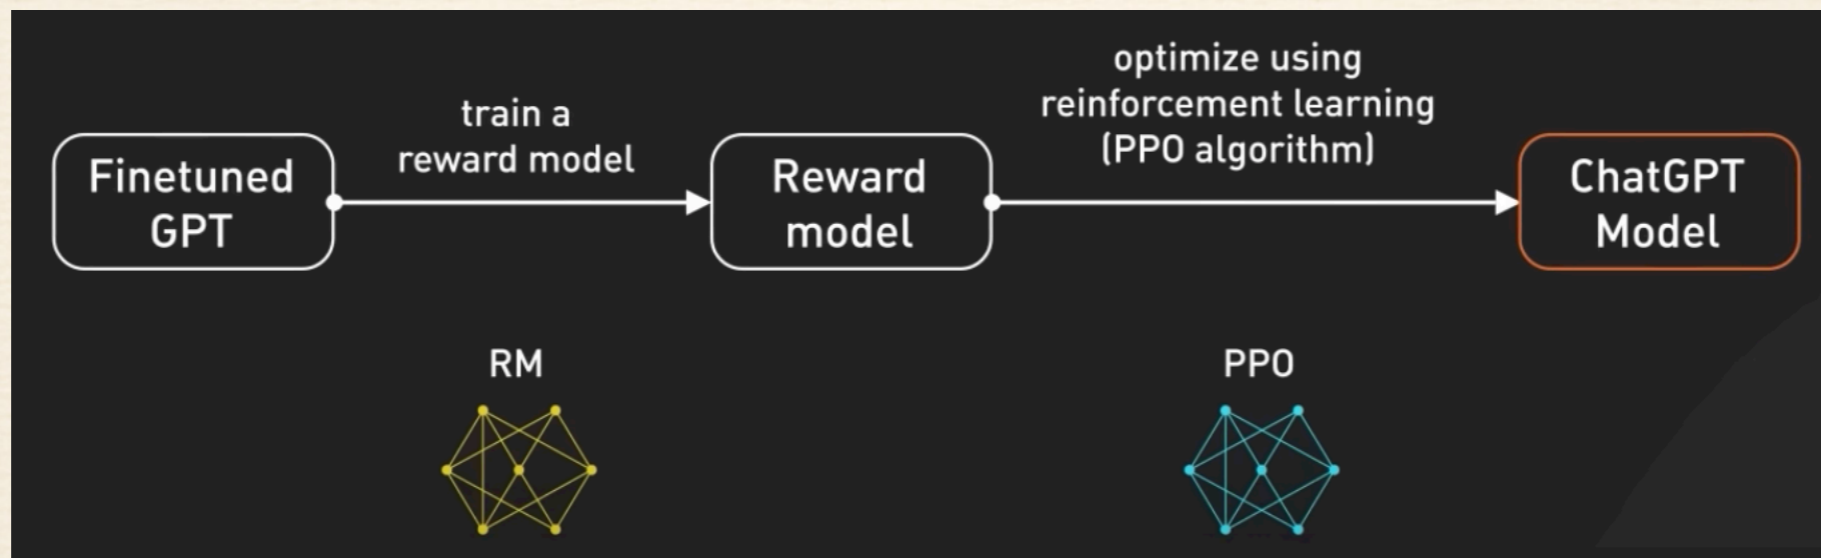 Finetuned
GPT
train a
reward model
Reward
model
optimize using
reinforcement learning
(PPO algorithm)
ChatGPT
Model
RM
PPO